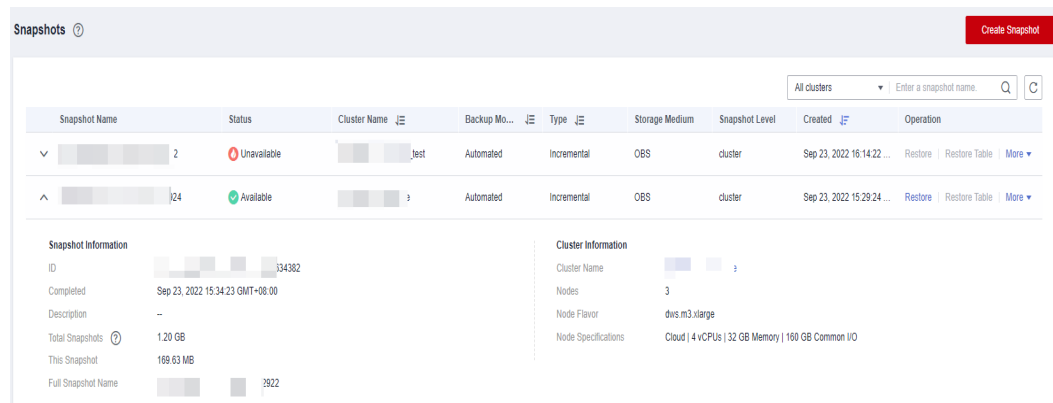 Snapshots ?
Create Snapshot
All clusters Enter a snapshot name.
Snapshot Name Status Cluster Name Backup Mo... Type Storage Medium Snapshot Level Created Operation
2 Unavailable _test Automated Incremental OBS cluster Sep 23, 2022 16:14:22 ... Restore Restore Table More
924 Available Automated Incremental OBS cluster Sep 23, 2022 15:29:24 ... Restore Restore Table More
Snapshot Information Cluster Information
ID 34382 Cluster Name
Completed Sep 23, 2022 15:34:23 GMT+08:00 Nodes 3
Description -- Node Flavor dws.m3.xlarge
Total Snapshots ? 1.20 GB Node Specifications Cloud | 4 vCPUs | 32 GB Memory | 160 GB Common I/O
This Snapshot 169.63 MB
Full Snapshot Name 2922